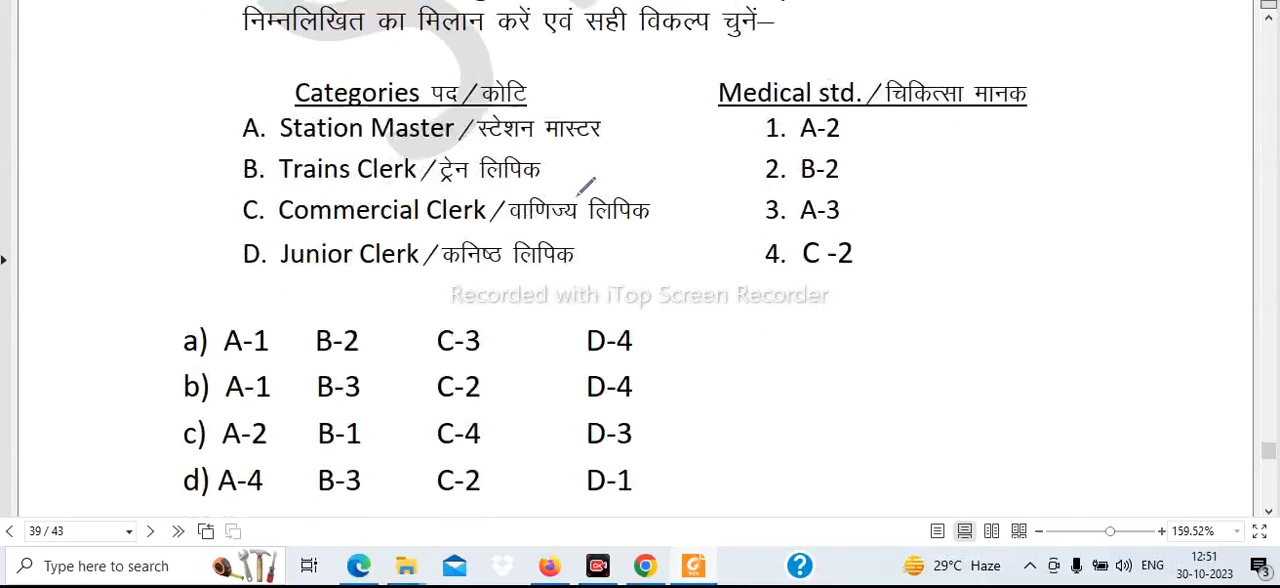 निम्नलिखित का मिलान करें एवं सही विकल्प चुनें–
Categories पद/कोटि Medical std./चिकित्सा मानक
A. Station Master/स्टेशन मास्टर 1. A-2
B. Trains Clerk/ट्रेन लिपिक 2. B-2
C. Commercial Clerk/वाणिज्य लिपिक 3. A-3
D. Junior Clerk/कनिष्ठ लिपिक 4. C -2
Recorded with iTop Screen Recorder
a) A-1 B-2 C-3 D-4
b) A-1 B-3 C-2 D-4
c) A-2 B-1 C-4 D-3
d) A-4 B-3 C-2 D-1
39 / 43 159.52%
Type here to search 29°C Haze ENG 12:51
30-10-2023 3